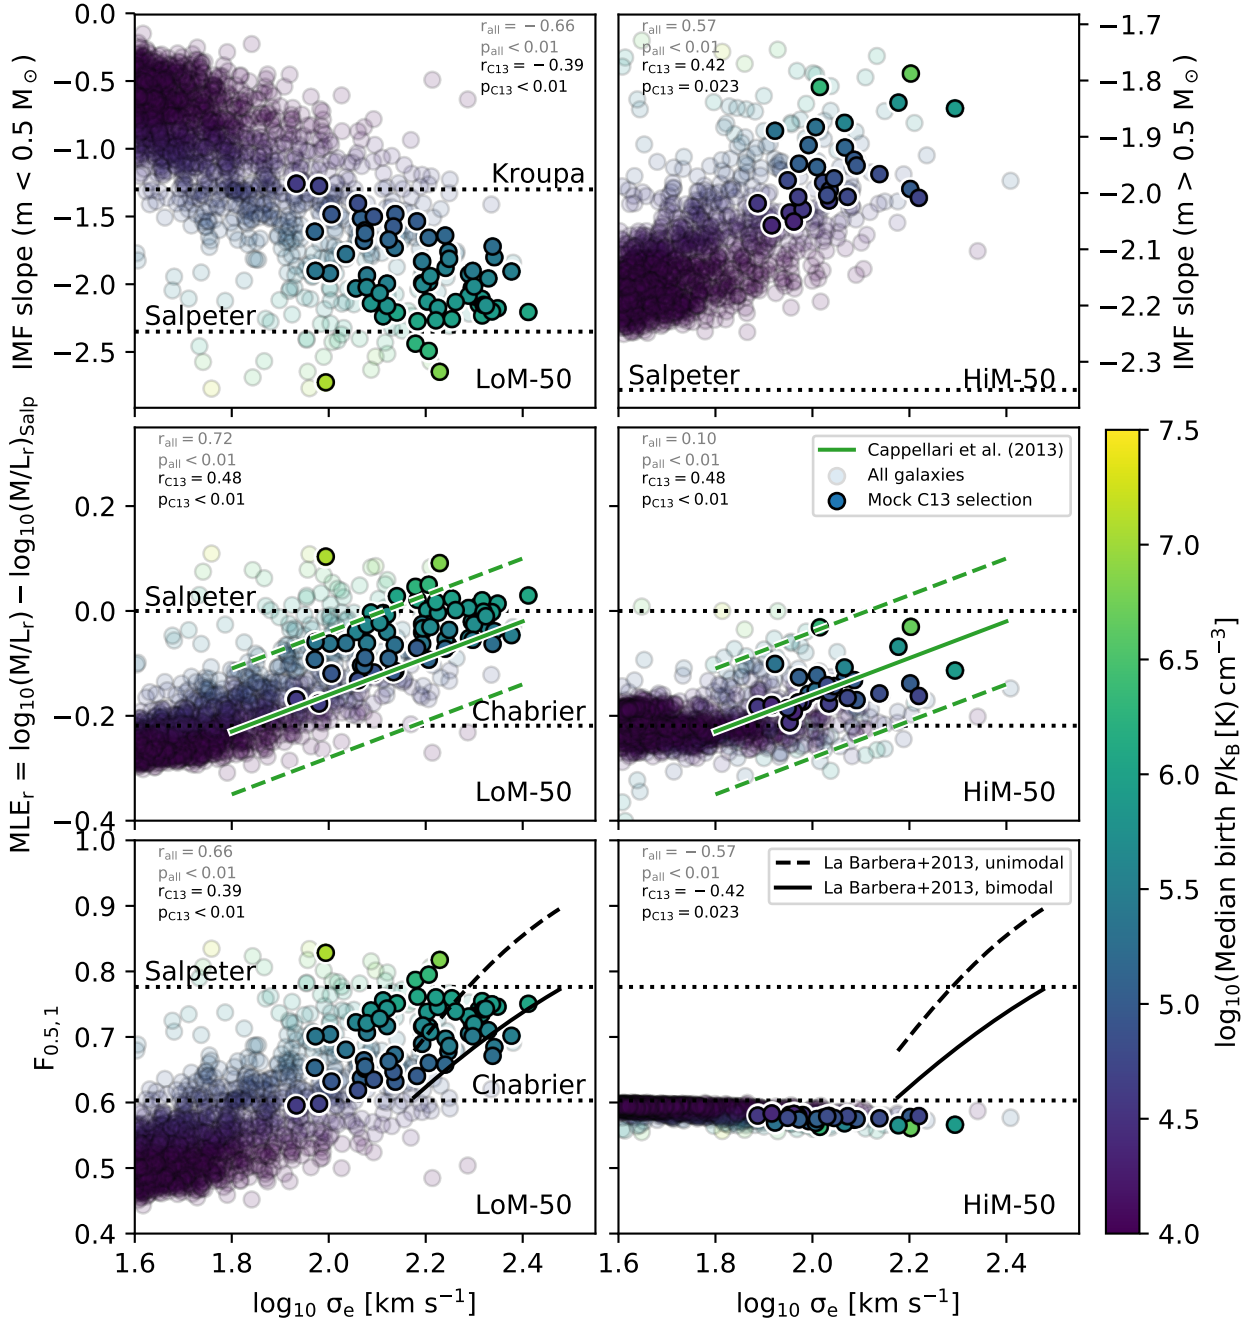 IMF slope (m < 0.5 M⊙)
0.0
−0.5
−1.0
−1.5
−2.0
−2.5
r_all = −0.66
p_all < 0.01
r_C13 = −0.39
p_C13 < 0.01
Kroupa
Salpeter
LoM-50
r_all = 0.57
p_all < 0.01
r_C13 = 0.42
p_C13 = 0.023
Salpeter
HiM-50
−1.7
−1.8
−1.9
−2.0
−2.1
−2.2
−2.3
IMF slope (m > 0.5 M⊙)
MLE_r = log₁₀(M/L_r) − log₁₀(M/L_r)_Salp
0.2
0.0
−0.2
−0.4
r_all = 0.72
p_all < 0.01
r_C13 = 0.48
p_C13 < 0.01
Salpeter
Chabrier
LoM-50
r_all = 0.10
p_all < 0.01
r_C13 = 0.48
p_C13 < 0.01
Cappellari et al. (2013)
All galaxies
Mock C13 selection
HiM-50
F_0.5, 1
1.0
0.9
0.8
0.7
0.6
0.5
0.4
r_all = 0.66
p_all < 0.01
r_C13 = 0.39
p_C13 < 0.01
Salpeter
Chabrier
LoM-50
1.6 1.8 2.0 2.2 2.4
log₁₀ σ_e [km s⁻¹]
r_all = −0.57
p_all < 0.01
r_C13 = −0.42
p_C13 = 0.023
La Barbera+2013, unimodal
La Barbera+2013, bimodal
HiM-50
1.6 1.8 2.0 2.2 2.4
log₁₀ σ_e [km s⁻¹]
7.5
7.0
6.5
6.0
5.5
5.0
4.5
4.0
log₁₀(Median birth P/k_B [K] cm⁻³)